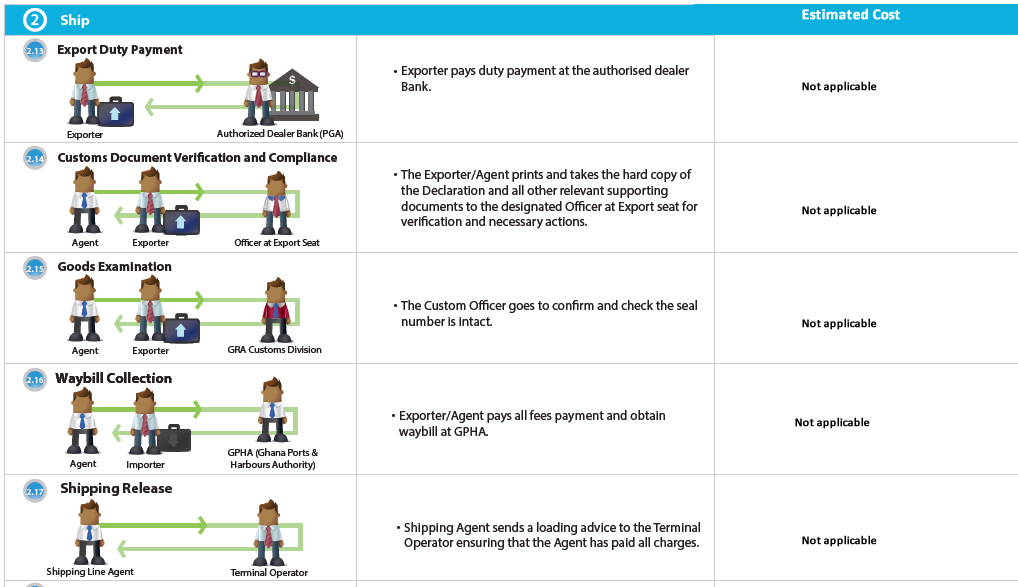 2 Ship
Estimated Cost
2.13 Export Duty Payment
$
Exporter
Authorized Dealer Bank (PGA)
• Exporter pays duty payment at the authorised dealer
Bank.
Not applicable
2.14 Customs Document Verification and Compliance
Agent
Exporter
Officer at Export Seat
• The Exporter/Agent prints and takes the hard copy of
the Declaration and all other relevant supporting
documents to the designated Officer at Export seat for
verification and necessary actions.
Not applicable
2.15 Goods Examination
Agent
Exporter
GRA Customs Division
• The Custom Officer goes to confirm and check the seal
number is intact.
Not applicable
2.16 Waybill Collection
Agent
Importer
GPHA (Ghana Ports &
Harbours Authority)
• Exporter/Agent pays all fees payment and obtain
waybill at GPHA.
Not applicable
2.17 Shipping Release
Shipping Line Agent
Terminal Operator
• Shipping Agent sends a loading advice to the Terminal
Operator ensuring that the Agent has paid all charges.
Not applicable